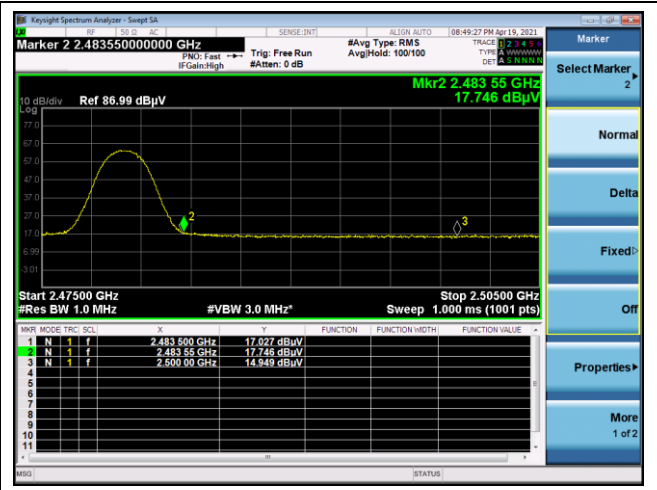 Keysight Spectrum Analyzer - Swept SA
RF 50 Ω AC SENSE:INT ALIGN AUTO 08:49:27 PM Apr 19, 2021
Marker 2 2.483550000000 GHz
PNO: Fast
IFGain:High
Trig: Free Run
#Atten: 0 dB
#Avg Type: RMS
Avg|Hold: 100/100
TRACE 1 2 3 4 5 6
TYPE A WWWWW
DET A S N N N N
Mkr2 2.483 55 GHz
17.746 dBµV
10 dB/div Ref 86.99 dBµV
Log
77.0
67.0
57.0
47.0
37.0
27.0
17.0
6.99
-3.01
2
3
Start 2.47500 GHz Stop 2.50500 GHz
#Res BW 1.0 MHz #VBW 3.0 MHz* Sweep 1.000 ms (1001 pts)
MKR MODE TRC SCL X Y FUNCTION FUNCTION WIDTH FUNCTION VALUE
1 N 1 f 2.483 500 GHz 17.027 dBµV
2 N 1 f 2.483 55 GHz 17.746 dBµV
3 N 1 f 2.500 00 GHz 14.949 dBµV
4
5
6
7
8
9
10
11
MSG STATUS
Marker
Select Marker
2
Normal
Delta
Fixed
Off
Properties
More
1 of 2